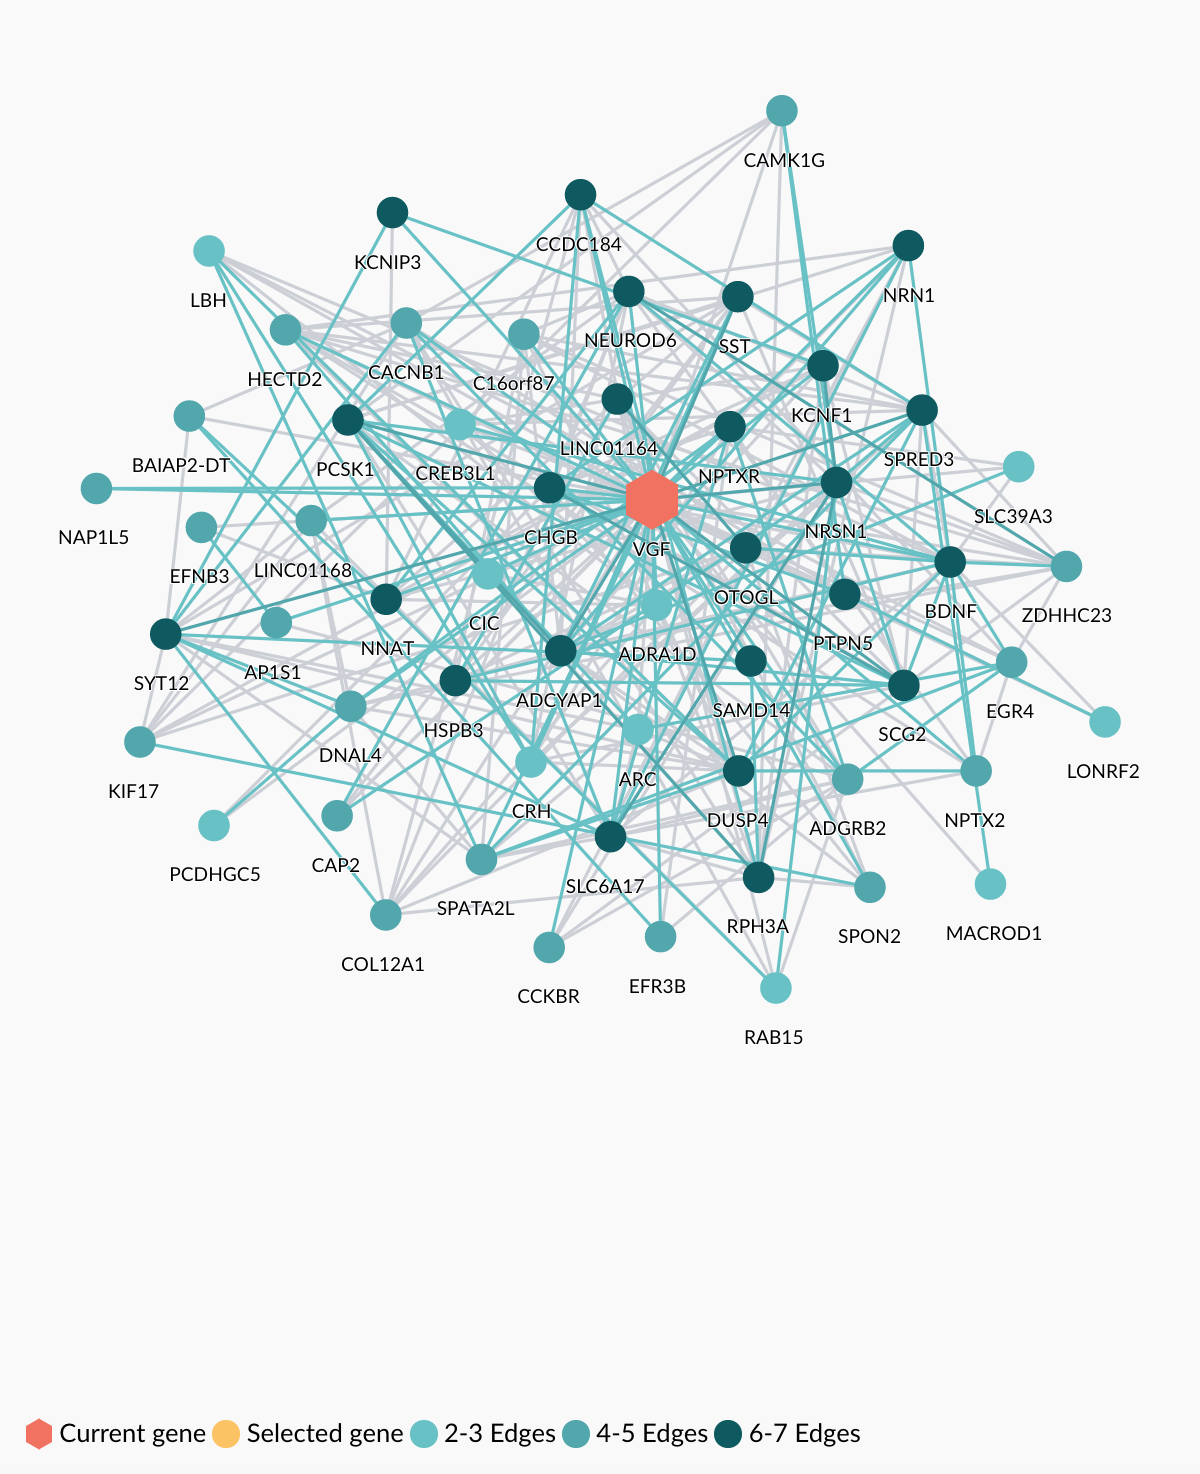 CAMK1G
CCDC184
KCNIP3
NRN1
LBH
NEUROD6
SST
CACNB1
HECTD2
C16orf87
KCNF1
LINC01164
SPRED3
BAIAP2-DT
PCSK1
CREB3L1
NPTXR
SLC39A3
NAP1L5
CHGB
VGF
NRSN1
EFNB3
LINC01168
OTOGL
BDNF
ZDHHC23
CIC
NNAT
ADRA1D
PTPN5
SYT12
AP1S1
ADCYAP1
SAMD14
EGR4
HSPB3
SCG2
DNAL4
LONRF2
KIF17
ARC
CRH
DUSP4
ADGRB2
NPTX2
PCDHGC5
CAP2
SLC6A17
SPATA2L
RPH3A
SPON2
MACROD1
COL12A1
CCKBR
EFR3B
RAB15
Current gene Selected gene 2-3 Edges 4-5 Edges 6-7 Edges